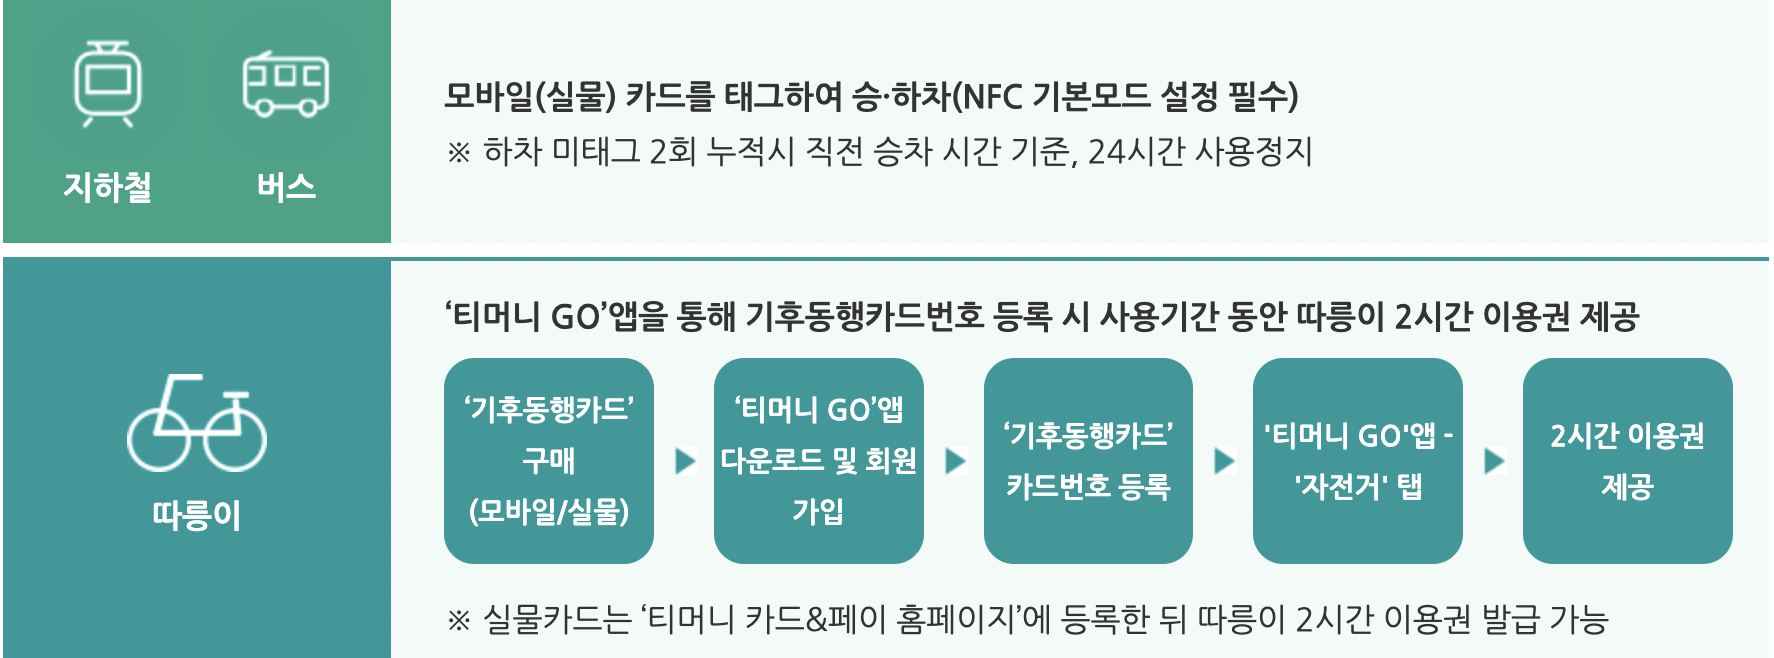 지하철
버스
모바일(실물) 카드를 태그하여 승·하차(NFC 기본모드 설정 필수)
※ 하차 미태그 2회 누적시 직전 승차 시간 기준, 24시간 사용정지
따릉이
‘티머니 GO’앱을 통해 기후동행카드번호 등록 시 사용기간 동안 따릉이 2시간 이용권 제공
‘기후동행카드’
구매
(모바일/실물)
‘티머니 GO’앱
다운로드 및 회원
가입
‘기후동행카드’
카드번호 등록
'티머니 GO'앱 -
'자전거' 탭
2시간 이용권
제공
※ 실물카드는 ‘티머니 카드&페이 홈페이지’에 등록한 뒤 따릉이 2시간 이용권 발급 가능